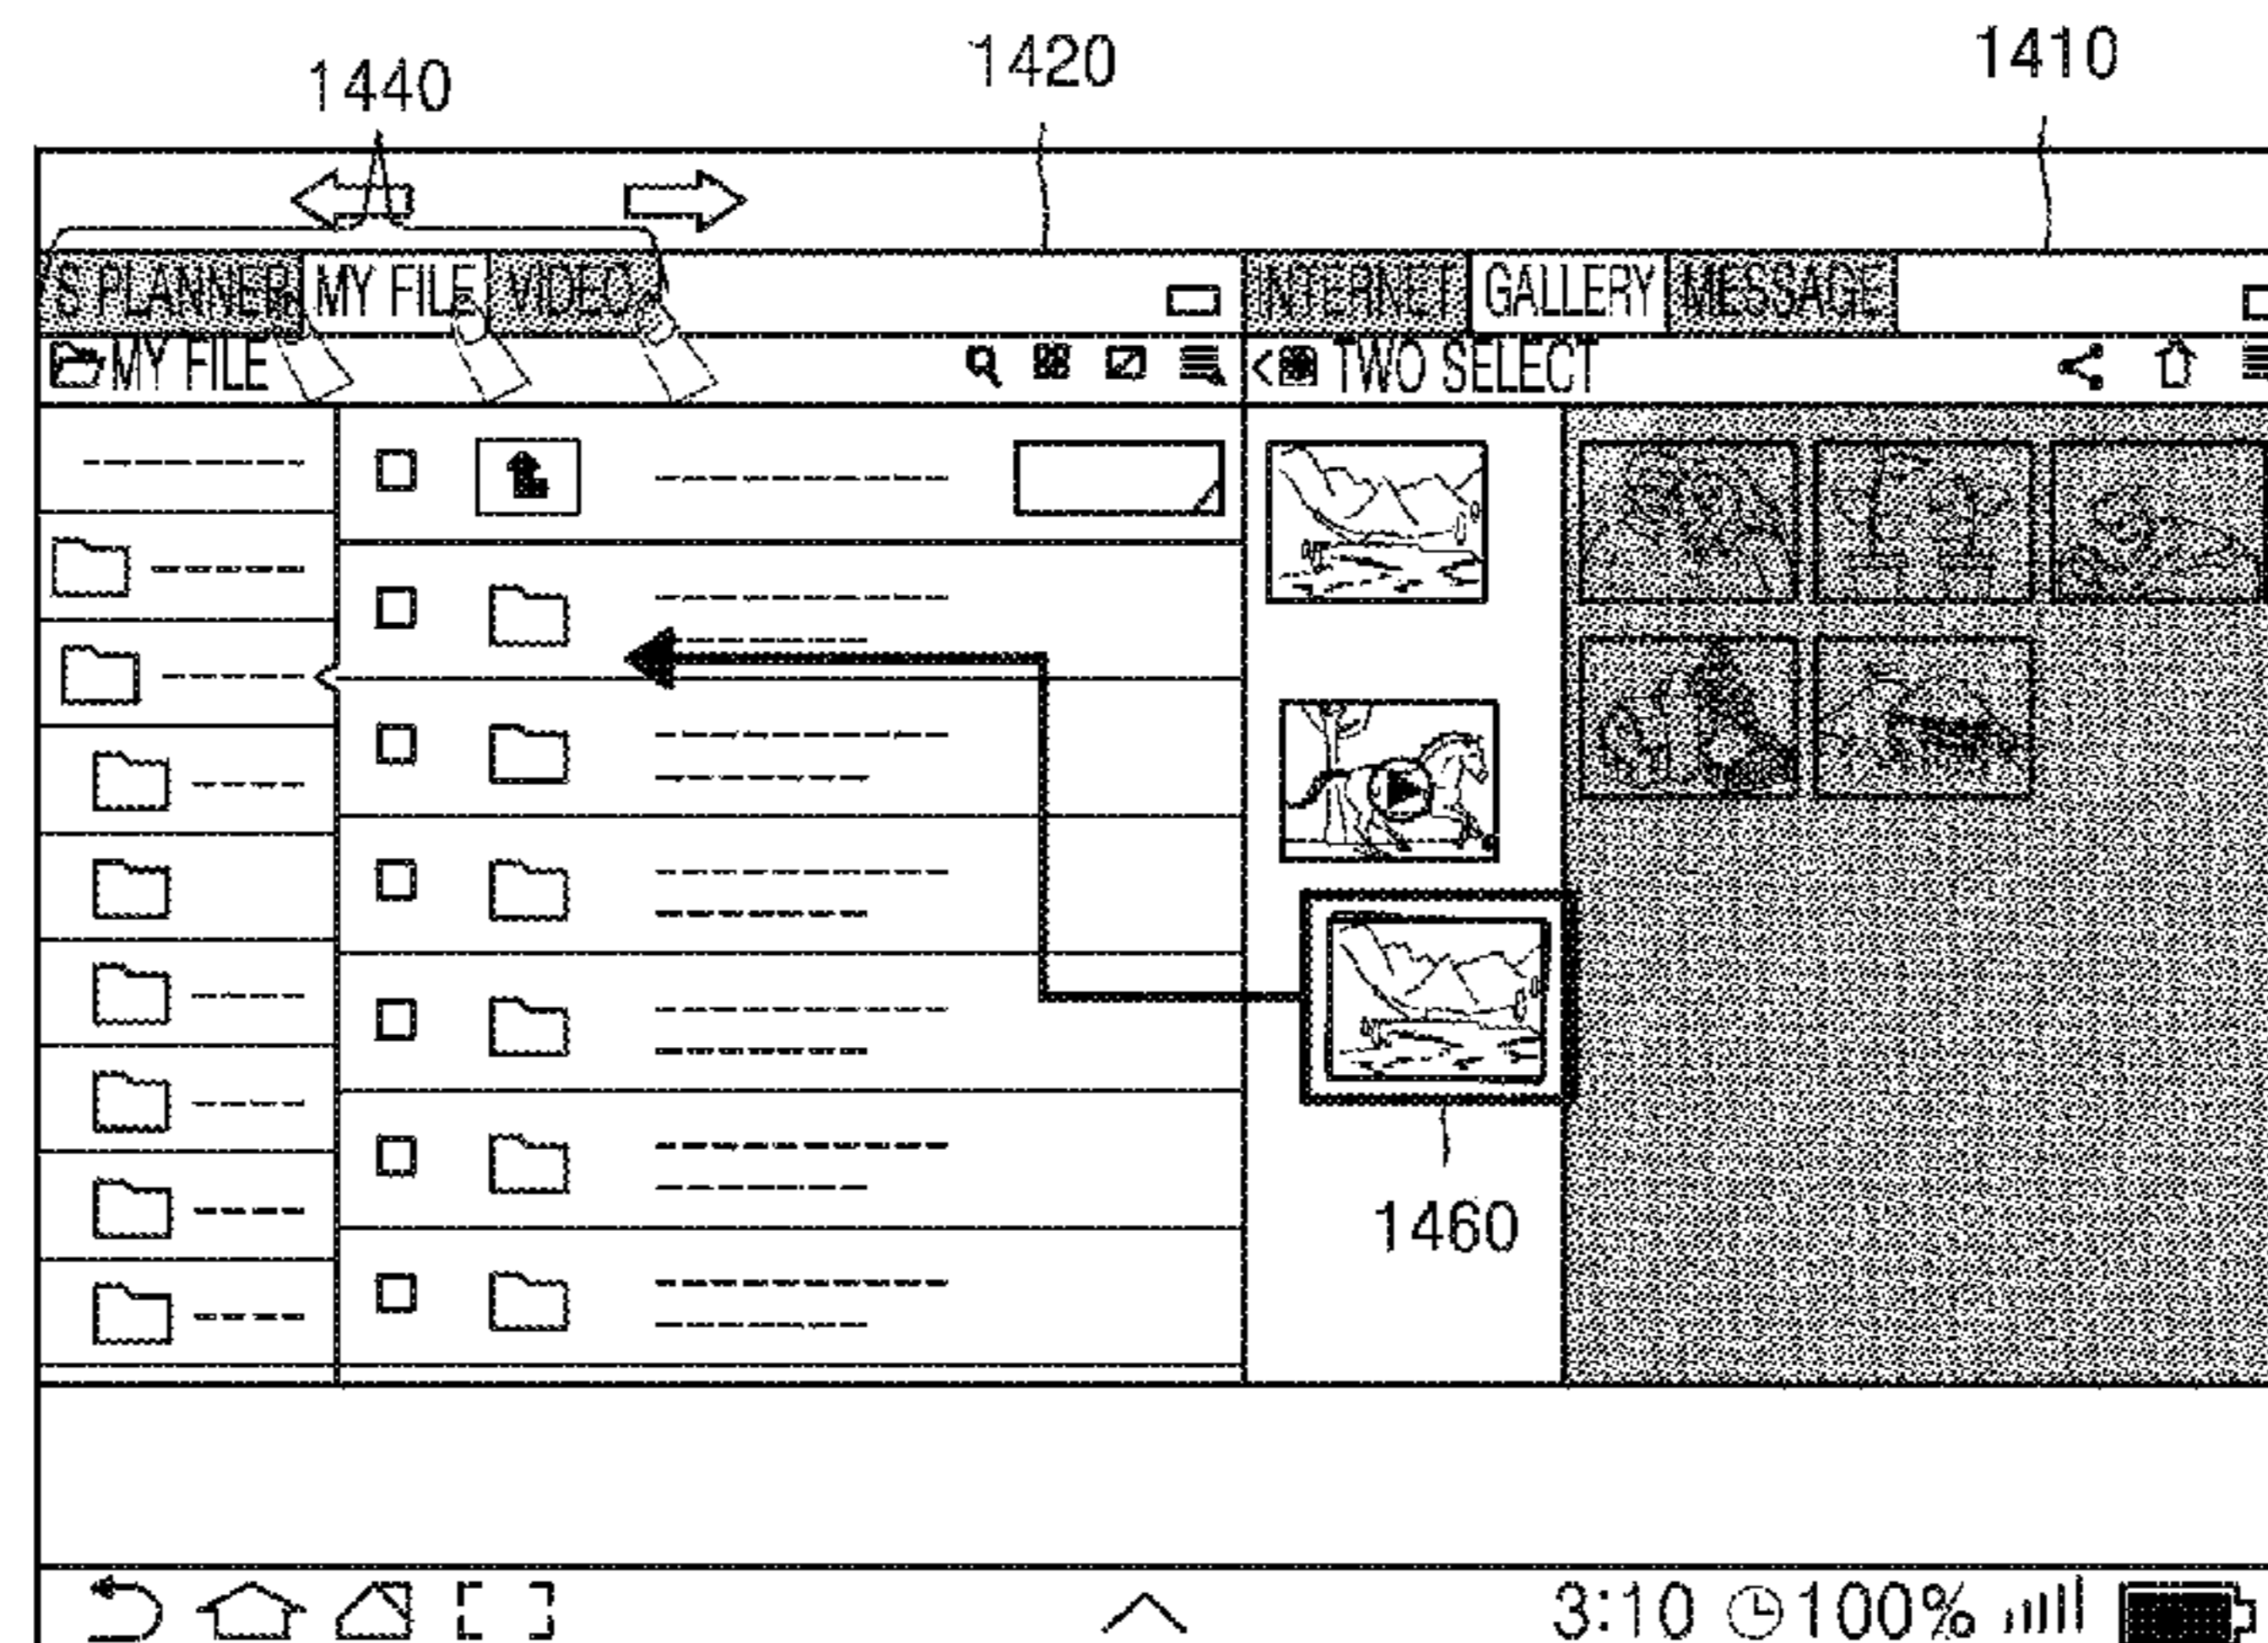 1440 1420 1410
S PLANNER MY FILE VIDEO INTERNET GALLERY MESSAGE
MY FILE < TWO SELECT
1460
3:10 100%